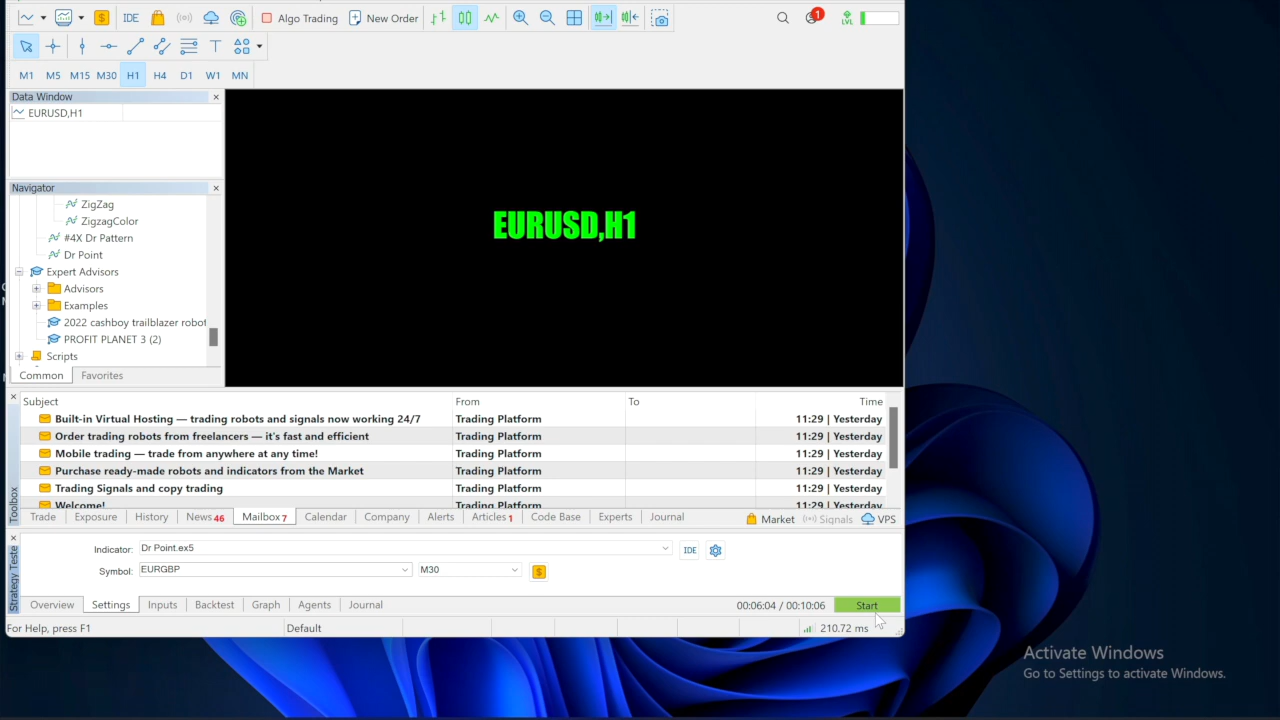 IDE
Algo Trading
New Order
1
LVL
M1 M5 M15 M30 H1 H4 D1 W1 MN
Data Window
EURUSD,H1
Navigator
ZigZag
ZigzagColor
#4X Dr Pattern
Dr Point
Expert Advisors
Advisors
Examples
2022 cashboy trailblazer robot
PROFIT PLANET 3 (2)
Scripts
Common Favorites
EURUSD,H1
Toolbox
Subject From To Time
Built-in Virtual Hosting — trading robots and signals now working 24/7 Trading Platform 11:29 | Yesterday
Order trading robots from freelancers — it's fast and efficient Trading Platform 11:29 | Yesterday
Mobile trading — trade from anywhere at any time! Trading Platform 11:29 | Yesterday
Purchase ready-made robots and indicators from the Market Trading Platform 11:29 | Yesterday
Trading Signals and copy trading Trading Platform 11:29 | Yesterday
Welcome! Trading Platform 11:29 | Yesterday
Trade Exposure History News 46 Mailbox 7 Calendar Company Alerts Articles 1 Code Base Experts Journal Market Signals VPS
Strategy Teste
Indicator: Dr Point.ex5 IDE
Symbol: EURGBP M30 $
Overview Settings Inputs Backtest Graph Agents Journal 00:06:04 / 00:10:06 Start
For Help, press F1 Default 210.72 ms
Activate Windows
Go to Settings to activate Windows.